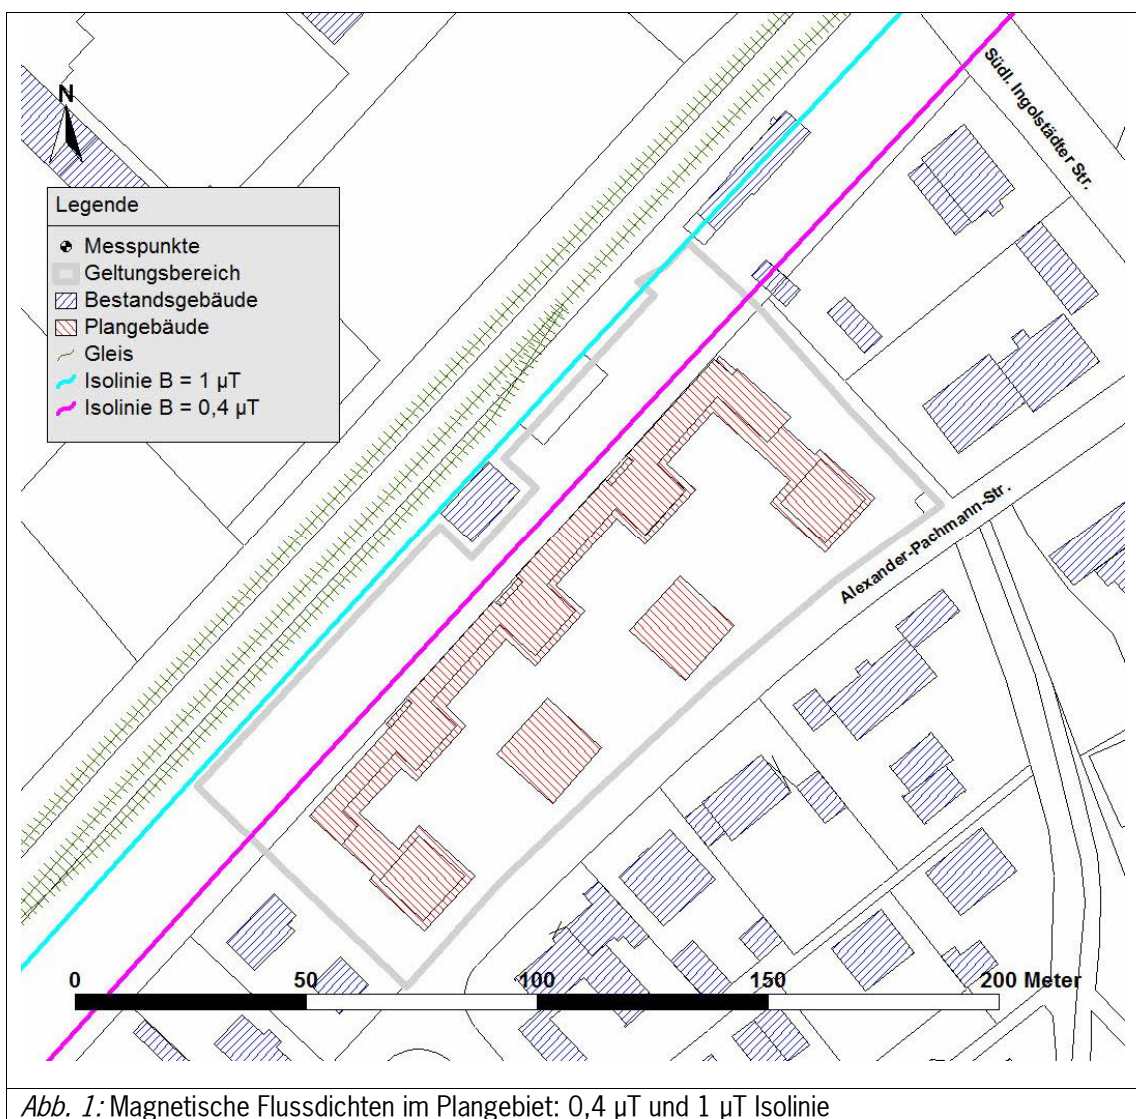 Südl. Ingolstädter Str.
N
Legende
Messpunkte
Geltungsbereich
Bestandsgebäude
Plangebäude
Gleis
Isolinie B = 1 µT
Isolinie B = 0,4 µT
Alexander-Pachmann-Str.
0 50 100 150 200 Meter
Abb. 1: Magnetische Flussdichten im Plangebiet: 0,4 µT und 1 µT Isolinie